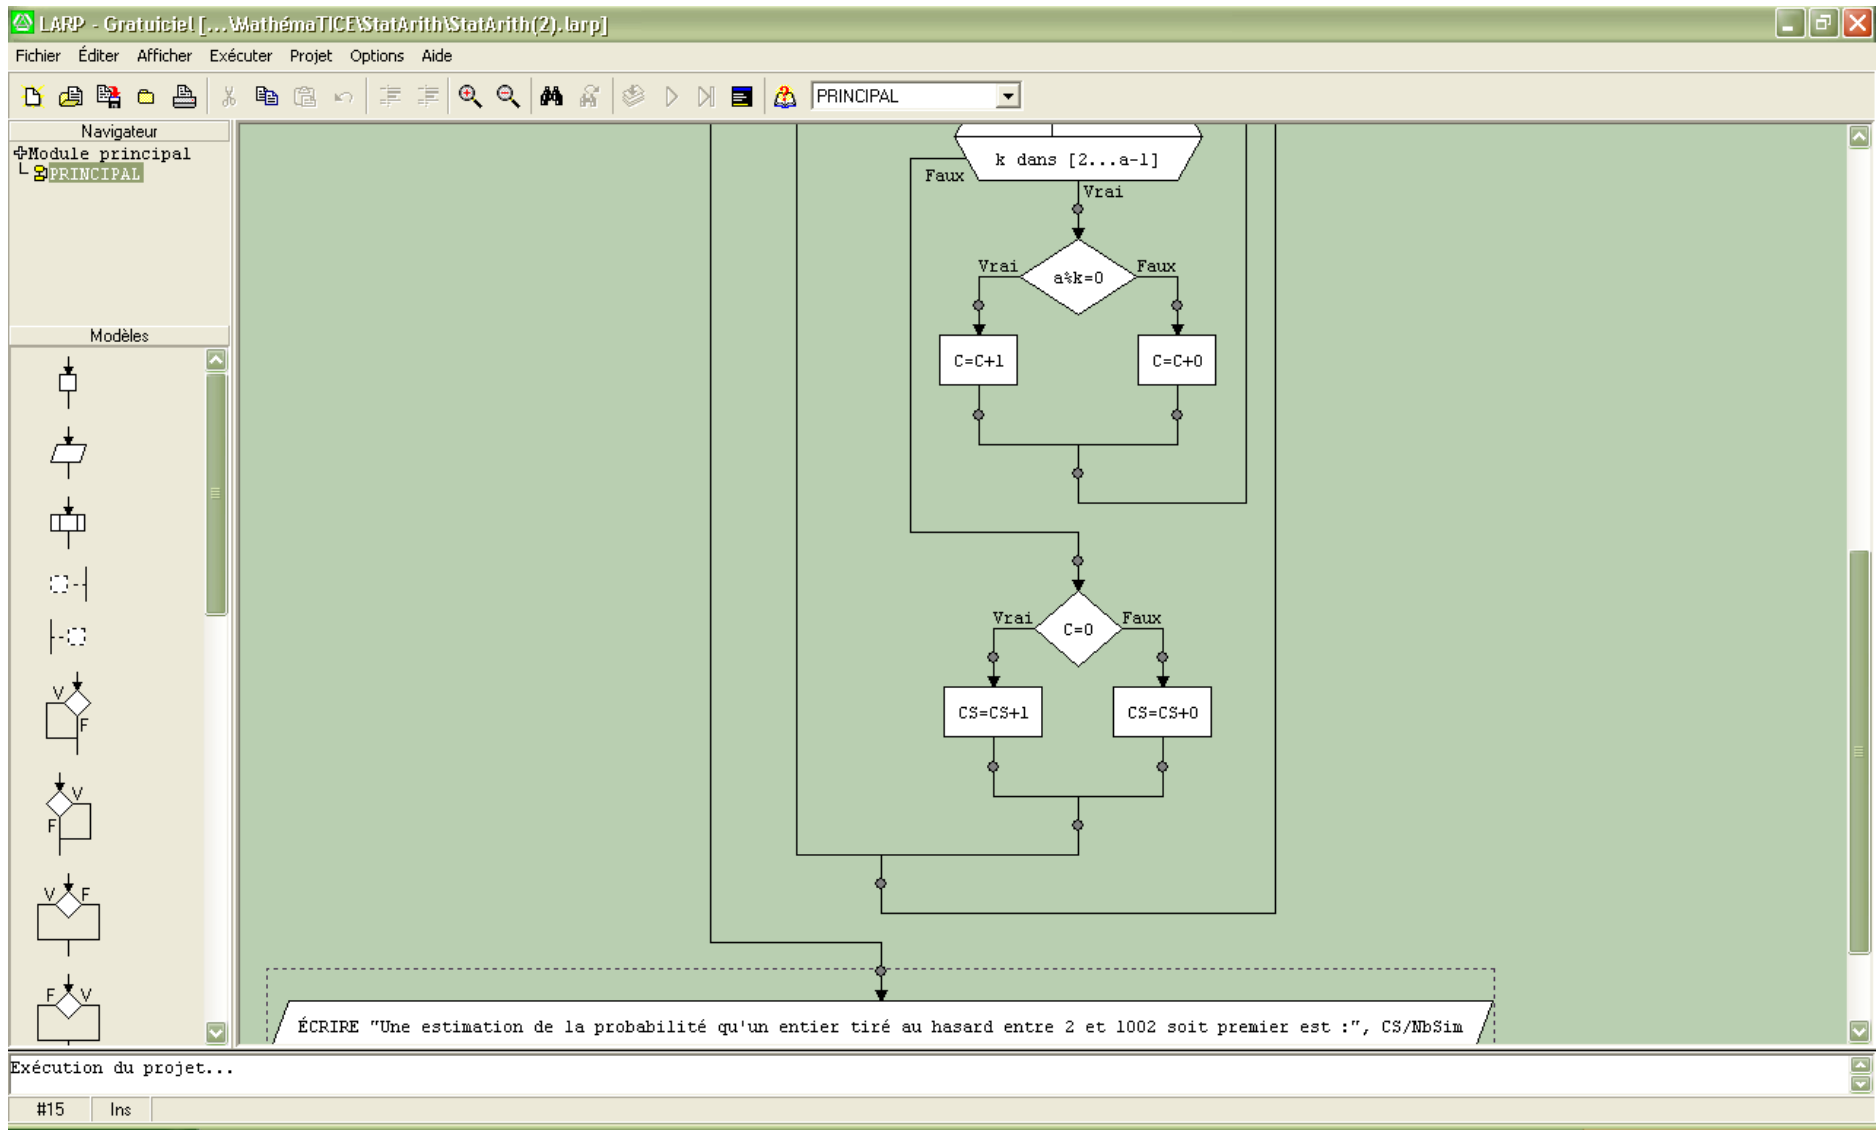 LARP - Gratuiciel [...\MathémaTICE\StatArith\StatArith(2).larp]
Fichier Éditer Afficher Exécuter Projet Options Aide
PRINCIPAL
Navigateur
Module principal
PRINCIPAL
Modèles
V
F
V
F
V F
F V
k dans [2...a-1]
Faux
Vrai
Vrai
Faux
a%k=0
C=C+1
C=C+0
Vrai
Faux
C=0
CS=CS+1
CS=CS+0
ÉCRIRE "Une estimation de la probabilité qu'un entier tiré au hasard entre 2 et 1002 soit premier est :", CS/NbSim
Exécution du projet...
#15 Ins